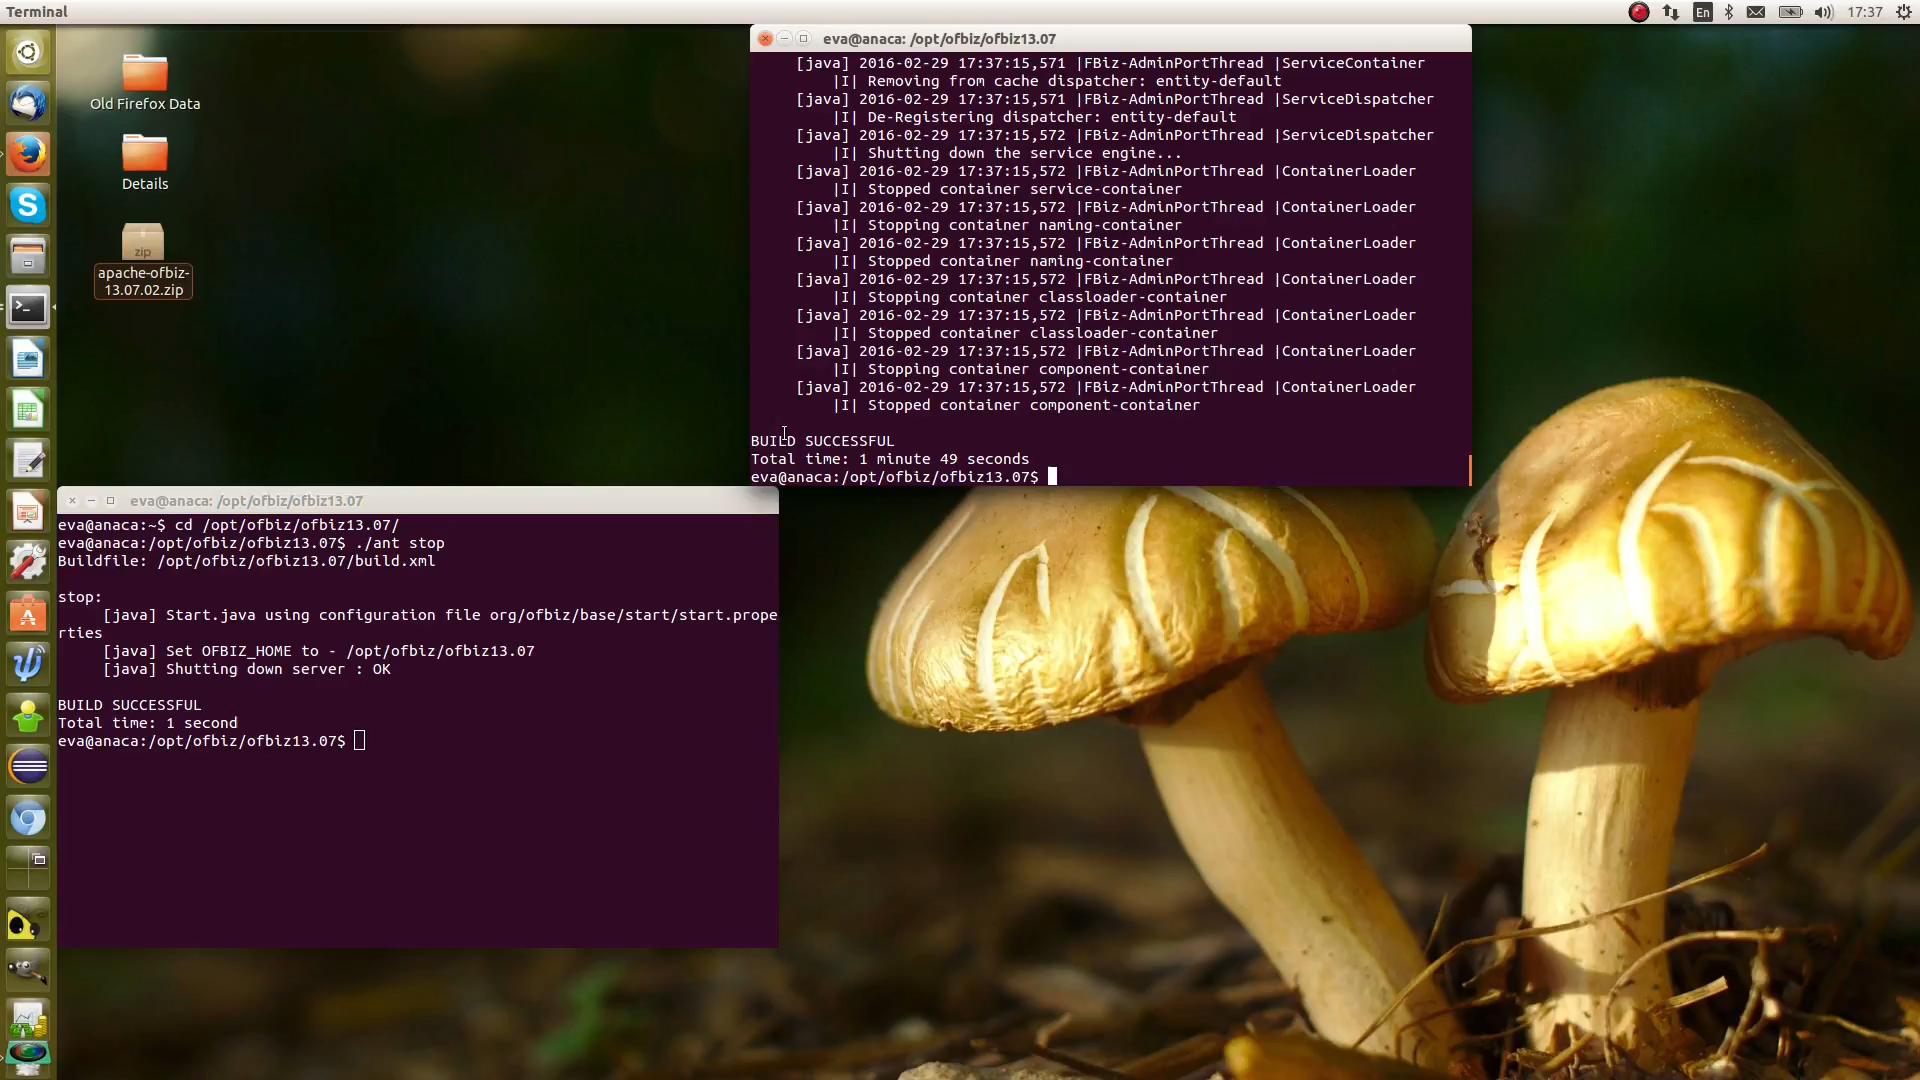 Terminal
En
17:37
Old Firefox Data
Details
zip
apache-ofbiz-
13.07.02.zip
eva@anaca: /opt/ofbiz/ofbiz13.07
[java] 2016-02-29 17:37:15,571 |FBiz-AdminPortThread |ServiceContainer
|I| Removing from cache dispatcher: entity-default
[java] 2016-02-29 17:37:15,571 |FBiz-AdminPortThread |ServiceDispatcher
|I| De-Registering dispatcher: entity-default
[java] 2016-02-29 17:37:15,572 |FBiz-AdminPortThread |ServiceDispatcher
|I| Shutting down the service engine...
[java] 2016-02-29 17:37:15,572 |FBiz-AdminPortThread |ContainerLoader
|I| Stopped container service-container
[java] 2016-02-29 17:37:15,572 |FBiz-AdminPortThread |ContainerLoader
|I| Stopping container naming-container
[java] 2016-02-29 17:37:15,572 |FBiz-AdminPortThread |ContainerLoader
|I| Stopped container naming-container
[java] 2016-02-29 17:37:15,572 |FBiz-AdminPortThread |ContainerLoader
|I| Stopping container classloader-container
[java] 2016-02-29 17:37:15,572 |FBiz-AdminPortThread |ContainerLoader
|I| Stopped container classloader-container
[java] 2016-02-29 17:37:15,572 |FBiz-AdminPortThread |ContainerLoader
|I| Stopping container component-container
[java] 2016-02-29 17:37:15,572 |FBiz-AdminPortThread |ContainerLoader
|I| Stopped container component-container
BUILD SUCCESSFUL
Total time: 1 minute 49 seconds
eva@anaca:/opt/ofbiz/ofbiz13.07$
eva@anaca: /opt/ofbiz/ofbiz13.07
eva@anaca:~$ cd /opt/ofbiz/ofbiz13.07/
eva@anaca:/opt/ofbiz/ofbiz13.07$ ./ant stop
Buildfile: /opt/ofbiz/ofbiz13.07/build.xml
stop:
[java] Start.java using configuration file org/ofbiz/base/start/start.prope
rties
[java] Set OFBIZ_HOME to - /opt/ofbiz/ofbiz13.07
[java] Shutting down server : OK
BUILD SUCCESSFUL
Total time: 1 second
eva@anaca:/opt/ofbiz/ofbiz13.07$